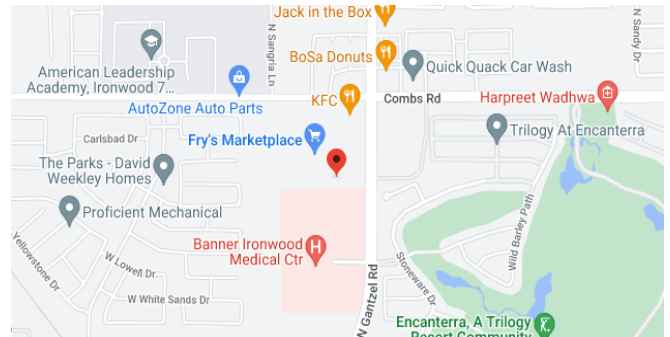 Jack in the Box
N Sangria Ln
N Sandy Dr
BoSa Donuts
American Leadership
Academy, Ironwood 7...
Quick Quack Car Wash
AutoZone Auto Parts
KFC
Combs Rd
Harpreet Wadhwa
Carlsbad Dr
Fry's Marketplace
Trilogy At Encanterra
The Parks - David
Weekley Homes
Proficient Mechanical
Yellowstone Dr
W Lowell Dr
W White Sands Dr
Banner Ironwood
Medical Ctr
H
N Gantzel Rd
Stoneware Dr
Wild Barley Path
Encanterra, A Trilogy
Resort Community